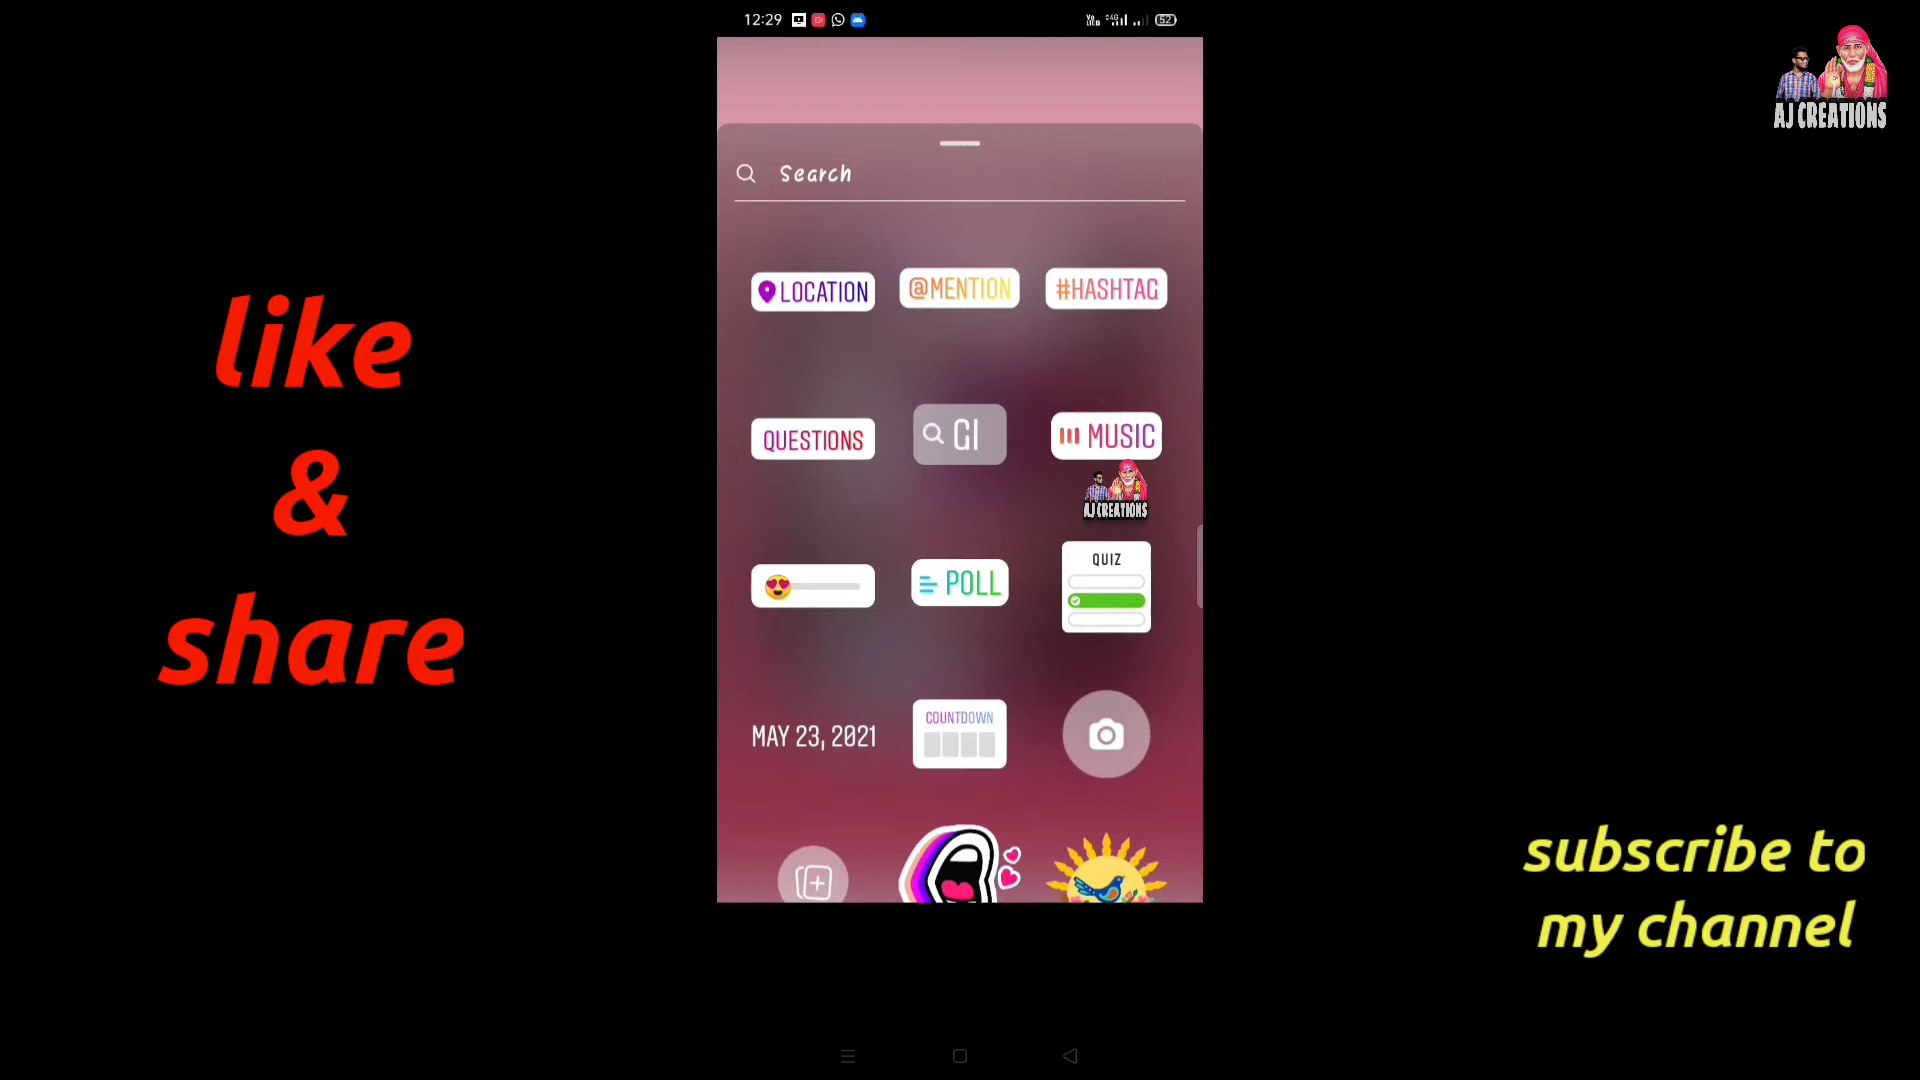 12:29
52
AJ CREATIONS
Search
LOCATION
@MENTION
#HASHTAG
QUESTIONS
GI
MUSIC
AJ CREATIONS
POLL
QUIZ
MAY 23, 2021
COUNTDOWN
like
&
share
subscribe to
my channel